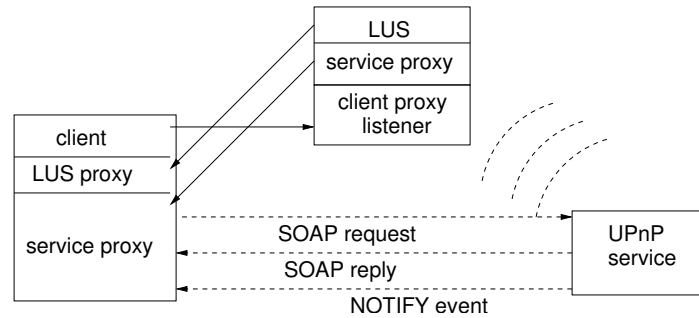 LUS
service proxy
client proxy
listener
client
LUS proxy
service proxy
SOAP request
SOAP reply
NOTIFY event
UPnP
service